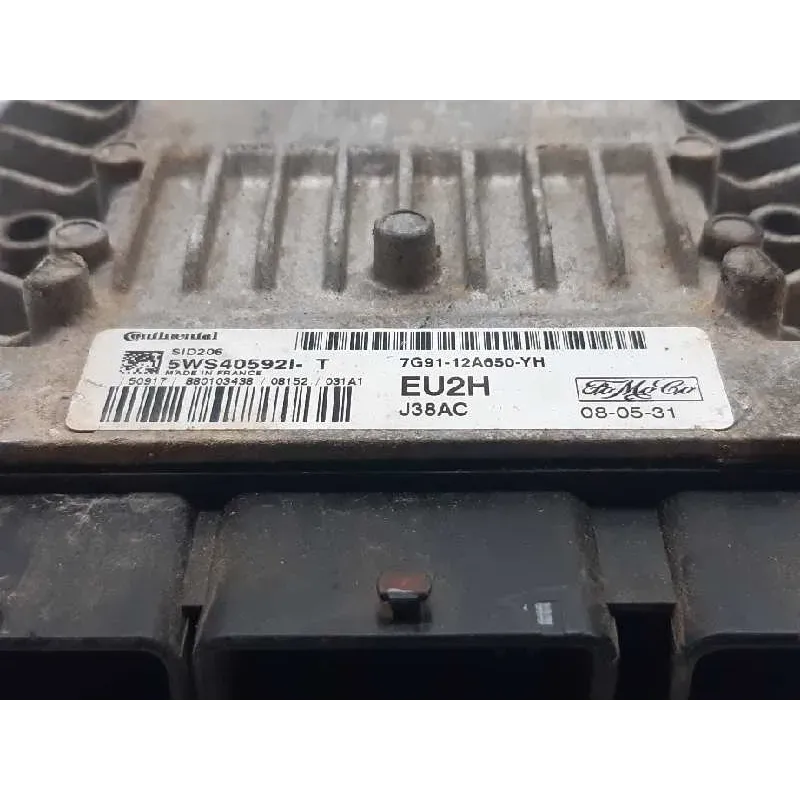 Continental
SID206
5WS40592I- T
MADE IN FRANCE
50917 / 880103438 / 08152 / 031A1
7G91-12A650-YH
EU2H
J38AC
FoMoCo
08-05-31